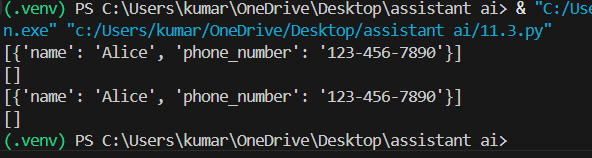 (.venv) PS C:\Users\kumar\OneDrive\Desktop\assistant ai> & "C:/Use
n.exe" "c:/Users/kumar/OneDrive/Desktop/assistant ai/11.3.py"
[{'name': 'Alice', 'phone_number': '123-456-7890'}]
[]
[{'name': 'Alice', 'phone_number': '123-456-7890'}]
[]
(.venv) PS C:\Users\kumar\OneDrive\Desktop\assistant ai>